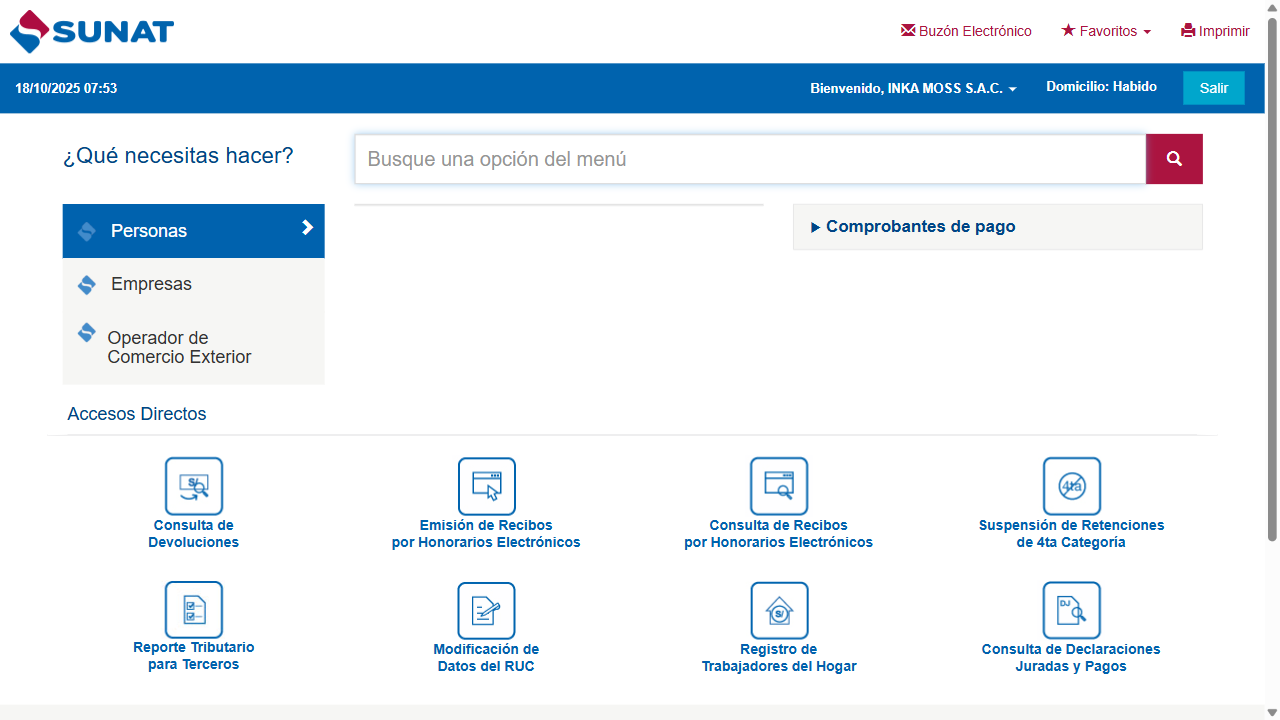 SUNAT
Buzón Electrónico
Favoritos
Imprimir
18/10/2025 07:53
Bienvenido, INKA MOSS S.A.C.
Domicilio: Habido
Salir
¿Qué necesitas hacer?
Busque una opción del menú
Personas
Empresas
Operador de
Comercio Exterior
Comprobantes de pago
Accesos Directos
S/
Consulta de
Devoluciones
Emisión de Recibos
por Honorarios Electrónicos
Consulta de Recibos
por Honorarios Electrónicos
4ta
Suspensión de Retenciones
de 4ta Categoría
Reporte Tributario
para Terceros
Modificación de
Datos del RUC
S/
Registro de
Trabajadores del Hogar
DJ
Consulta de Declaraciones
Juradas y Pagos